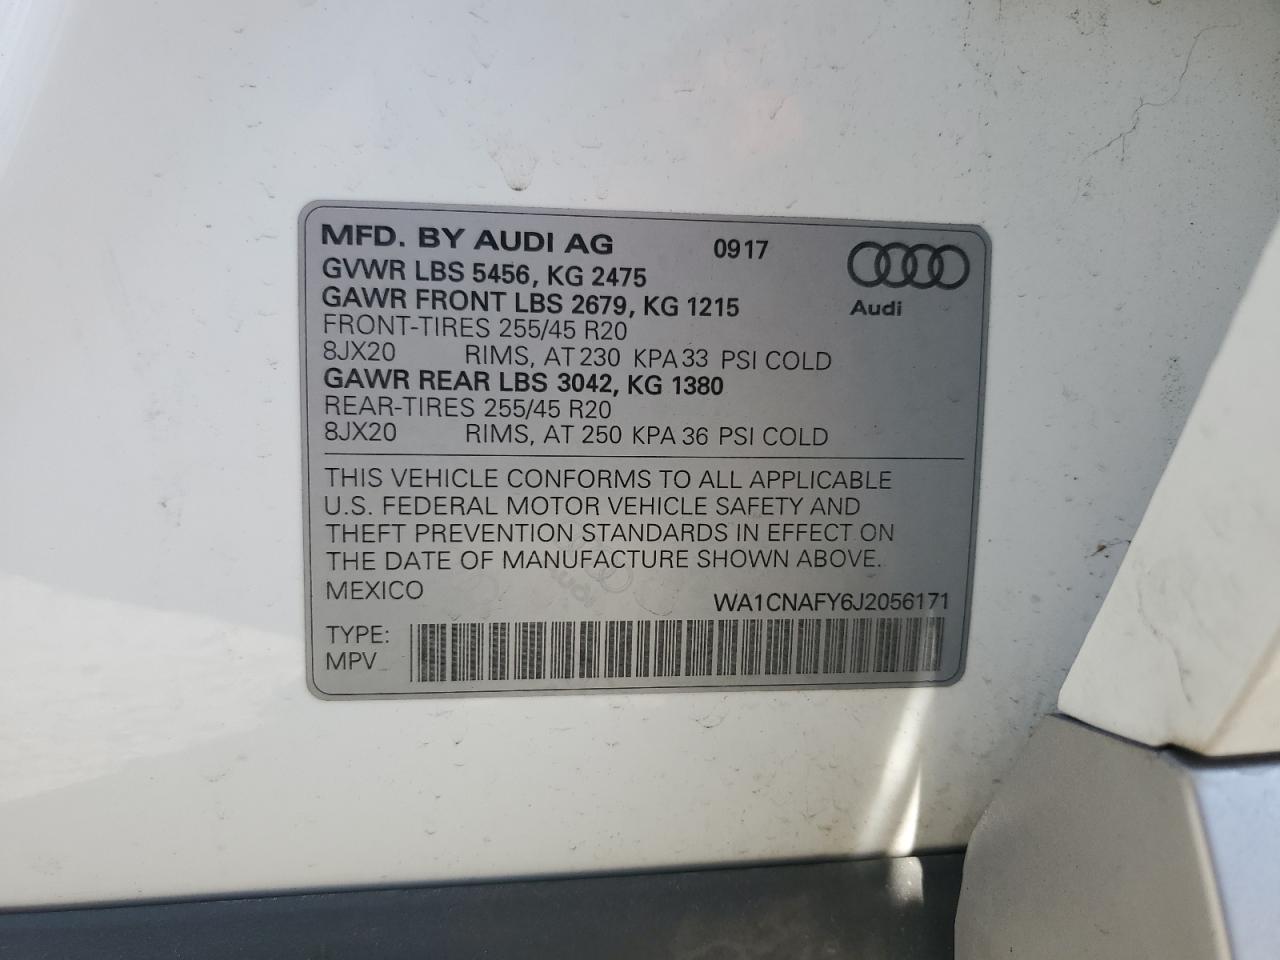 MFD. BY AUDI AG 0917
GVWR LBS 5456, KG 2475
GAWR FRONT LBS 2679, KG 1215
Audi
FRONT-TIRES 255/45 R20
8JX20 RIMS, AT 230 KPA 33 PSI COLD
GAWR REAR LBS 3042, KG 1380
REAR-TIRES 255/45 R20
8JX20 RIMS, AT 250 KPA 36 PSI COLD
THIS VEHICLE CONFORMS TO ALL APPLICABLE
U.S. FEDERAL MOTOR VEHICLE SAFETY AND
THEFT PREVENTION STANDARDS IN EFFECT ON
THE DATE OF MANUFACTURE SHOWN ABOVE.
MEXICO
WA1CNAFY6J2056171
TYPE:
MPV